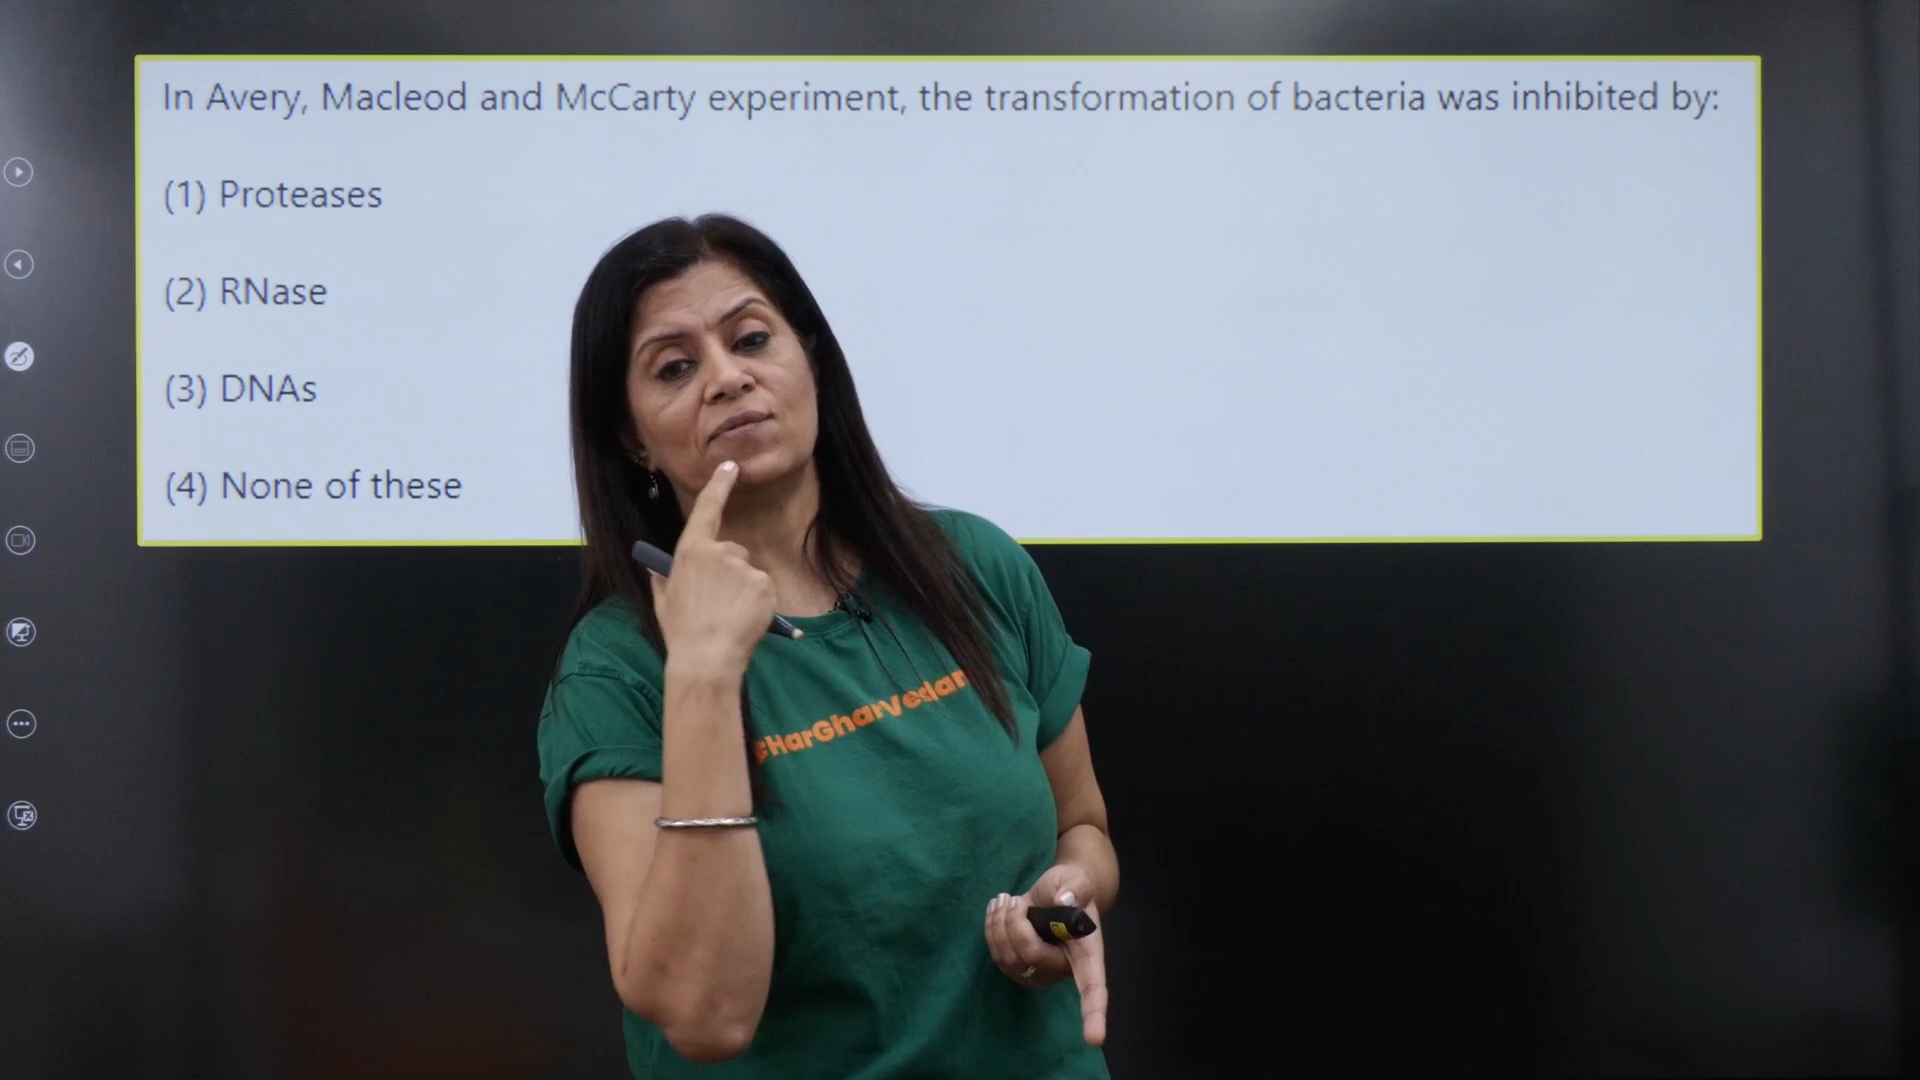 In Avery, Macleod and McCarty experiment, the transformation of bacteria was inhibited by:
(1) Proteases
(2) RNase
(3) DNAs
(4) None of these